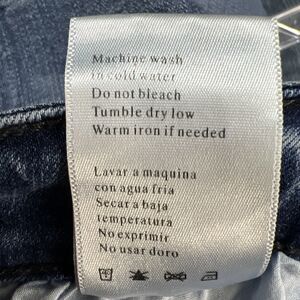 Machine wash
in cold water
Do not bleach
Tumble dry low
Warm iron if needed
Lavar a maquina
con agua fria
Secar a baja
temperatura
No exprimir
No usar doro